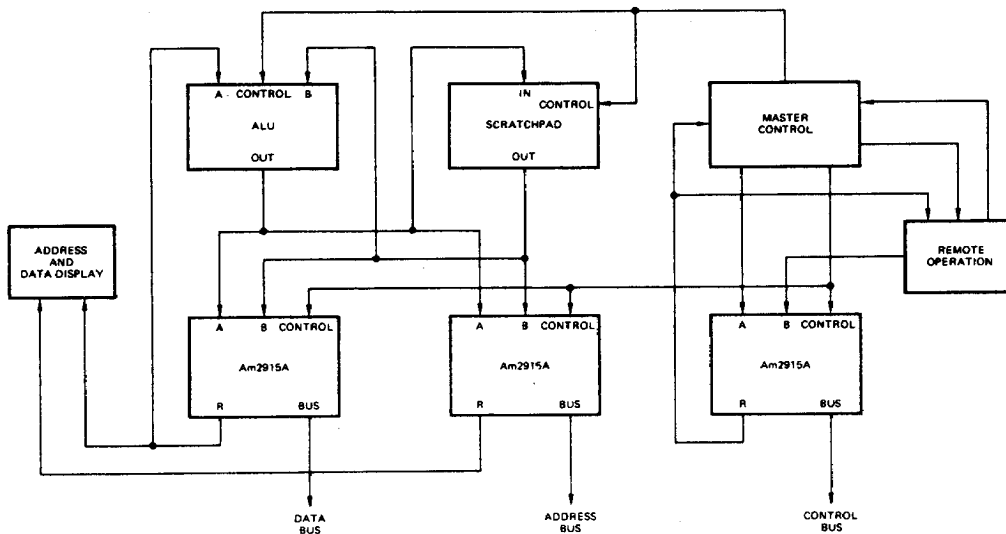 A CONTROL B
ALU
OUT
IN
CONTROL
SCRATCHPAD
OUT
MASTER
CONTROL
ADDRESS
AND
DATA DISPLAY
REMOTE
OPERATION
A B CONTROL
Am2915A
R BUS
A B CONTROL
Am2915A
R BUS
A B CONTROL
Am2915A
R BUS
DATA
BUS
ADDRESS
BUS
CONTROL
BUS